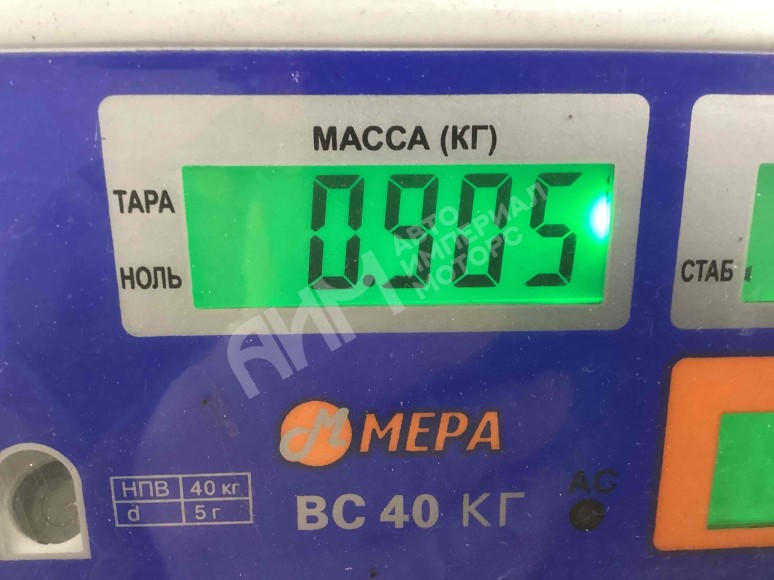 МАССА (КГ)
ТАРА
0.905
НОЛЬ
СТАБ
АИМ
АВТО
ИМПЕРИАЛ
МОТОРС
М МЕРА
НПВ 40 кг
d 5 г
ВС 40 КГ
AC